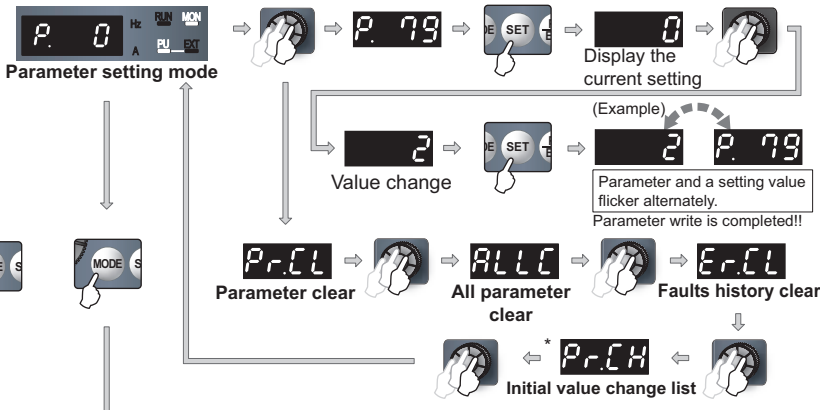 P. 0 Hz RUN MON
A PU EXT
Parameter setting mode
P. 79
SET
0
Display the
current setting
(Example)
2
Value change
SET
2 P. 79
Parameter and a setting value
flicker alternately.
Parameter write is completed!!
MODE
Pr.CL
Parameter clear
ALLC
All parameter
clear
Er.CL
Faults history clear
* Pr.CH
Initial value change list